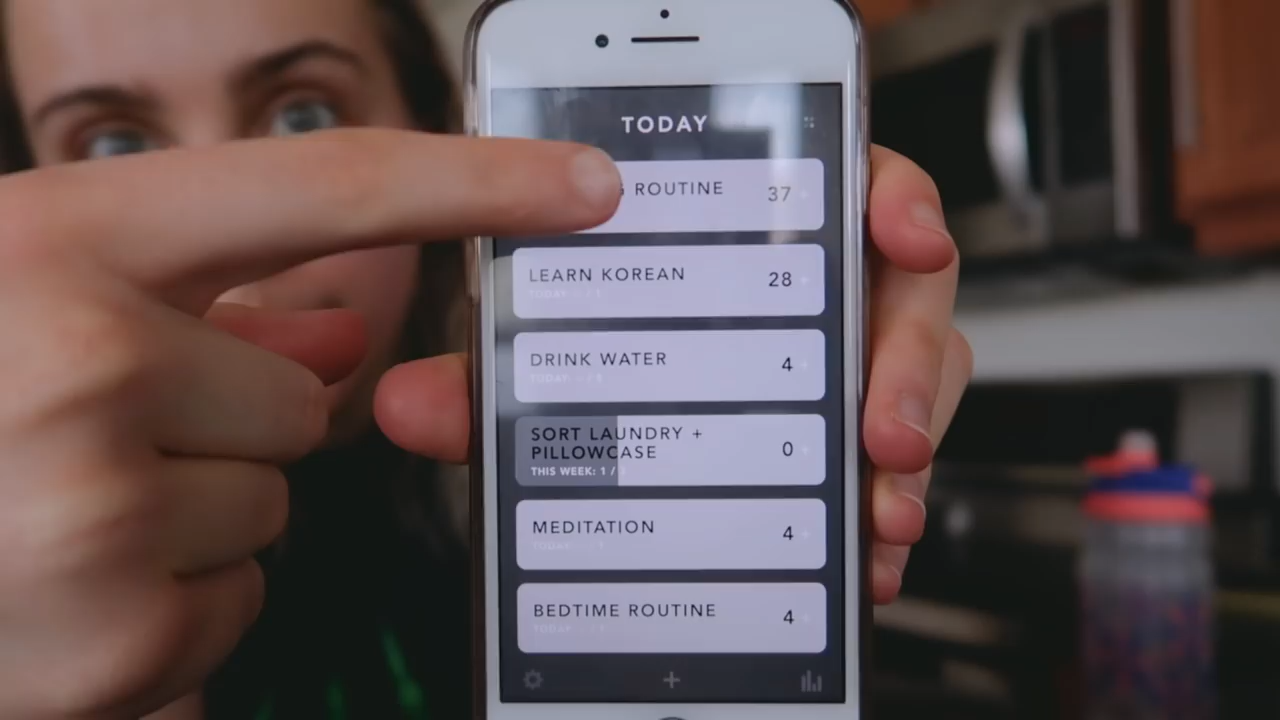 TODAY
ROUTINE 37
LEARN KOREAN 28
DRINK WATER 4
SORT LAUNDRY +
PILLOWCASE 0
THIS WEEK: 1 /
MEDITATION 4
BEDTIME ROUTINE 4